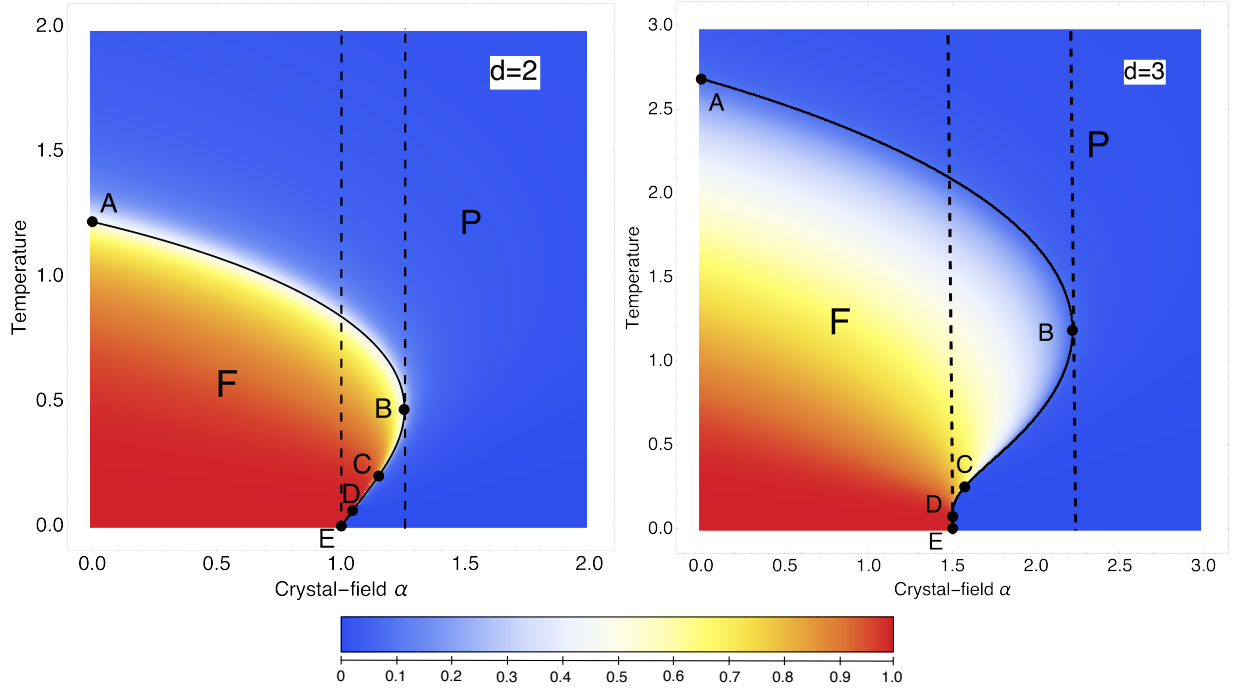 2.0
1.5
1.0
0.5
0.0
Temperature
d=2
A
P
F
B
C
D
E
0.0 0.5 1.0 1.5 2.0
Crystal-field α
3.0
2.5
2.0
1.5
1.0
0.5
0.0
Temperature
d=3
A
P
F
B
C
D
E
0.0 0.5 1.0 1.5 2.0 2.5 3.0
Crystal-field α
0 0.1 0.2 0.3 0.4 0.5 0.6 0.7 0.8 0.9 1.0